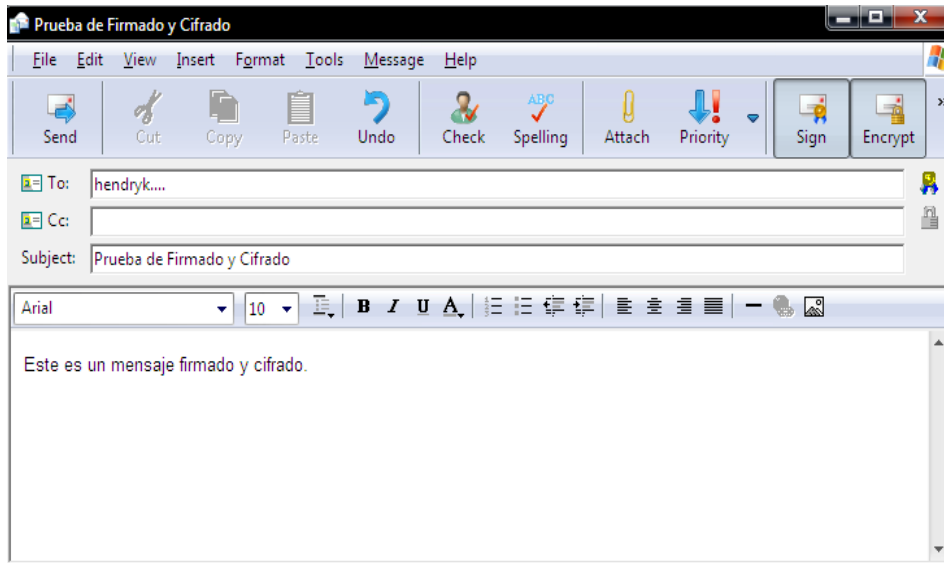 Prueba de Firmado y Cifrado
File Edit View Insert Format Tools Message Help
ABC
Send Cut Copy Paste Undo Check Spelling Attach Priority Sign Encrypt
To: hendryk....
Cc:
Subject: Prueba de Firmado y Cifrado
Arial 10 B I U A
Este es un mensaje firmado y cifrado.